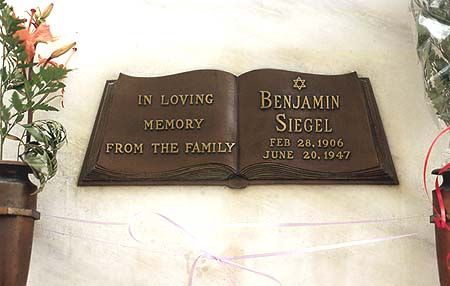 IN LOVING
MEMORY
FROM THE FAMILY
BENJAMIN
SIEGEL
FEB 28, 1906
JUNE 20, 1947